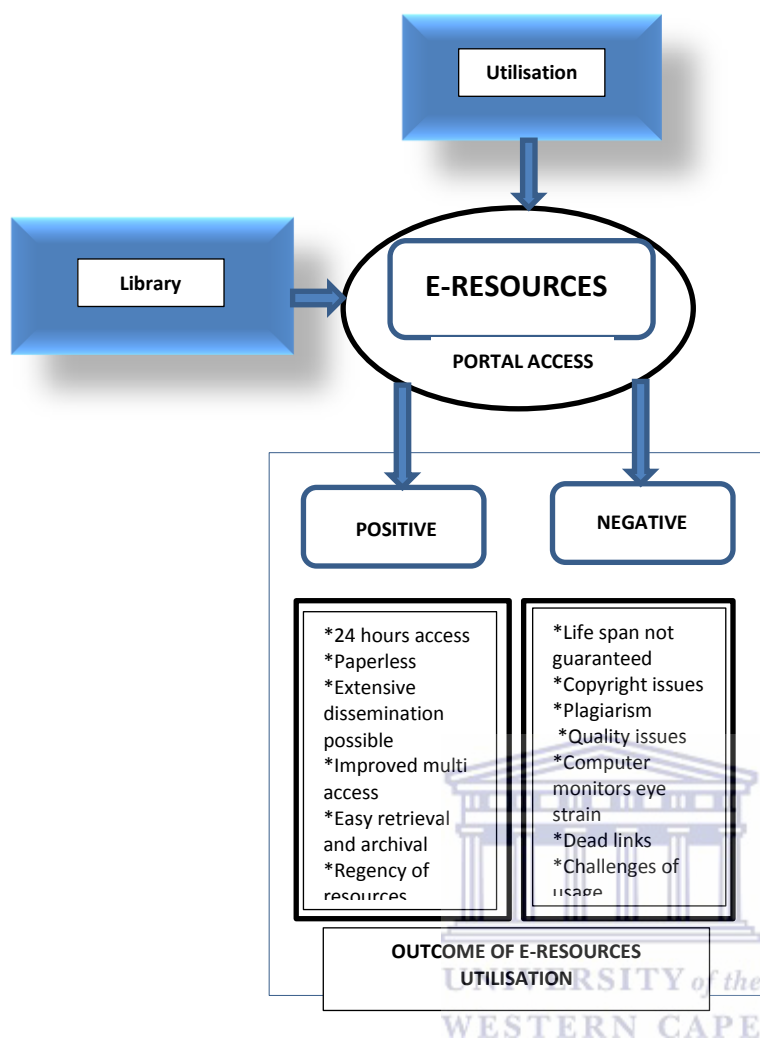 Utilisation
Library
E-RESOURCES
PORTAL ACCESS
POSITIVE
NEGATIVE
*24 hours access
*Paperless
*Extensive
dissemination
possible
*Improved multi
access
*Easy retrieval
and archival
*Regency of
resources
*Life span not
guaranteed
*Copyright issues
*Plagiarism
*Quality issues
*Computer
monitors eye
strain
*Dead links
*Challenges of
usage
OUTCOME OF E-RESOURCES
UTILISATION
UNIVERSITY of the
WESTERN CAPE